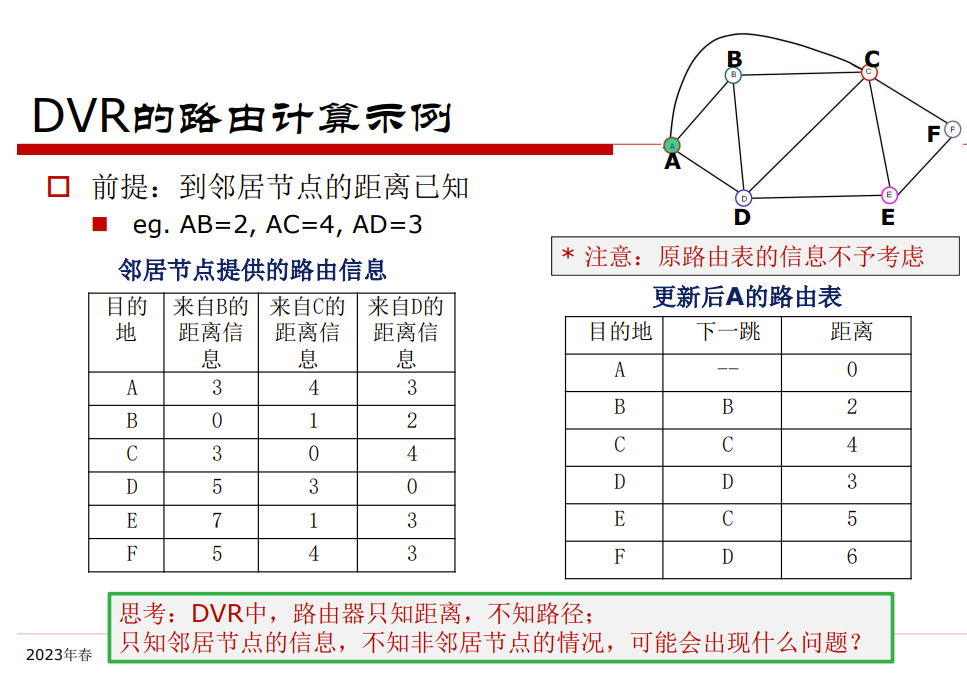 DVR的路由计算示例
前提：到邻居节点的距离已知
eg. AB=2, AC=4, AD=3
B
B
C
C
F
F
A
A
D
D
E
E
* 注意：原路由表的信息不予考虑
邻居节点提供的路由信息
目的地 来自B的距离信息 来自C的距离信息 来自D的距离信息
A 3 4 3
B 0 1 2
C 3 0 4
D 5 3 0
E 7 1 3
F 5 4 3
更新后A的路由表
目的地 下一跳 距离
A -- 0
B B 2
C C 4
D D 3
E C 5
F D 6
思考：DVR中，路由器只知距离，不知路径；
只知邻居节点的信息，不知非邻居节点的情况，可能会出现什么问题？
2023年春